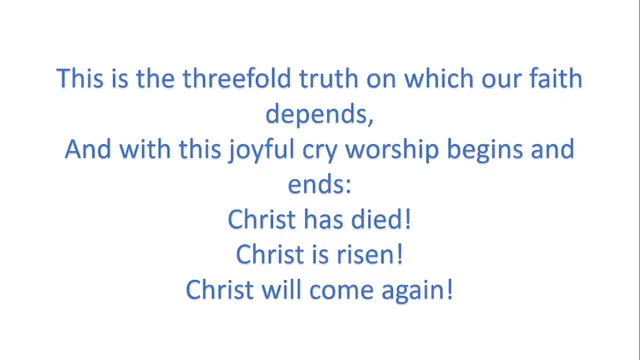 This is the threefold truth on which our faith
depends,
And with this joyful cry worship begins and
ends:
Christ has died!
Christ is risen!
Christ will come again!